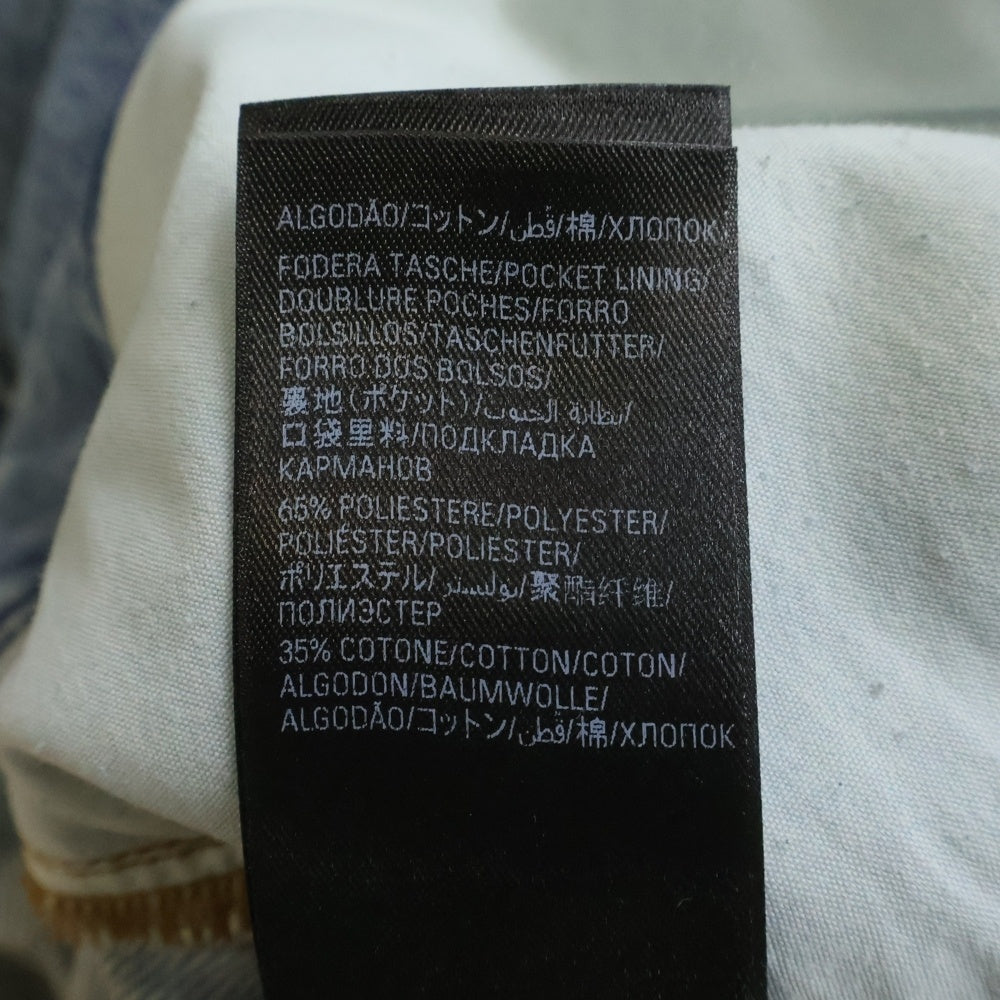 ALGODÃO/コットン/قطن/棉/ХЛОПОК
FODERA TASCHE/POCKET LINING/
DOUBLURE POCHES/FORRO
BOLSILLOS/TASCHENFUTTER/
FORRO DOS BOLSOS/
裏地(ポケット)/بطانة الجيوب/
口袋里料/ПОДКЛАДКА
КАРМАНОВ
65% POLIESTERE/POLYESTER/
POLIÉSTER/POLIESTER/
ポリエステル/بوليستر/聚酯纤维/
ПОЛИЭСТЕР
35% COTONE/COTTON/COTON/
ALGODON/BAUMWOLLE/
ALGODÃO/コットン/قطن/棉/ХЛОПОК